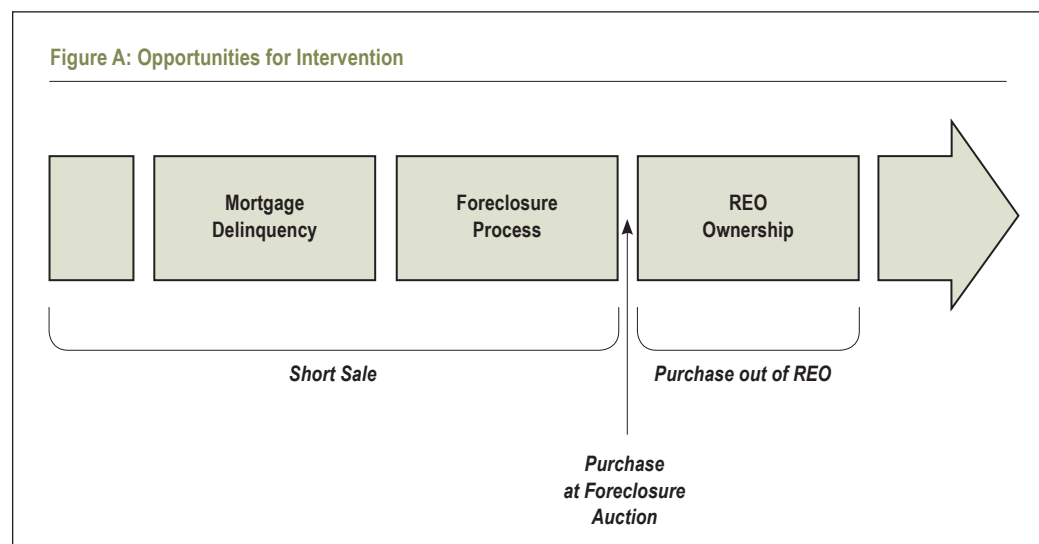 Figure A: Opportunities for Intervention
Mortgage
Delinquency
Foreclosure
Process
REO
Ownership
Short Sale
Purchase out of REO
Purchase
at Foreclosure
Auction